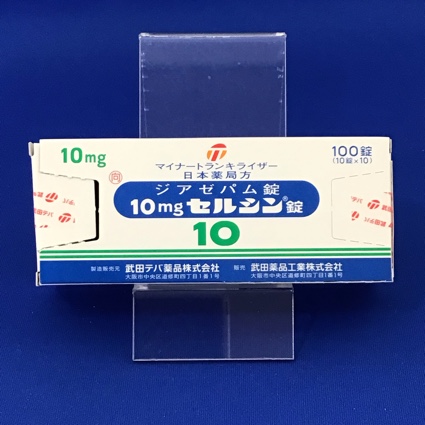 10mg
同
マイナートランキライザー
日本薬局方
100錠
(10錠×10)
ジアゼパム錠
10mgセルシン®錠
10
製造販売元 武田テバ薬品株式会社
大阪市中央区道修町四丁目1番1号
販売 武田薬品工業株式会社
大阪市中央区道修町四丁目1番1号